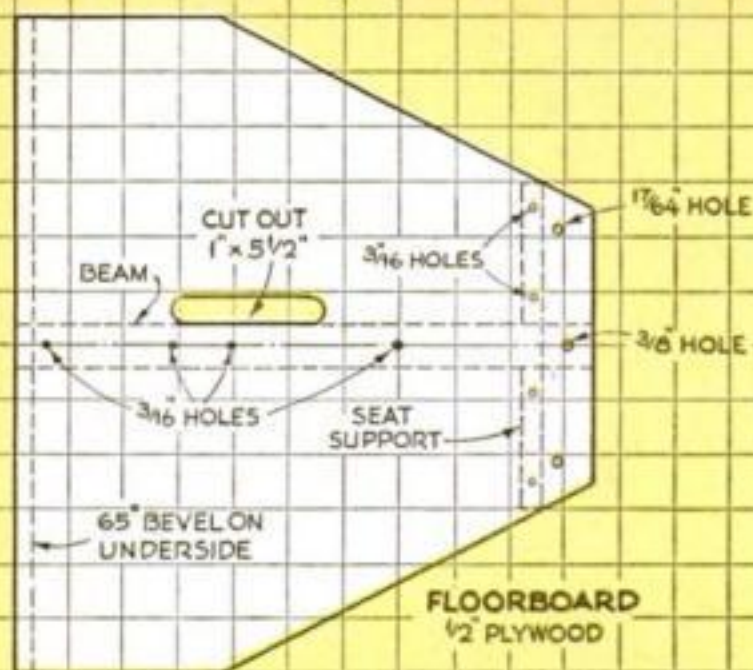 CUT OUT
1" x 5 1/2"
17/64" HOLE
3/16 HOLES
BEAM
3/8" HOLE
3/16" HOLES
SEAT
SUPPORT
65° BEVEL ON
UNDERSIDE
FLOORBOARD
1/2" PLYWOOD